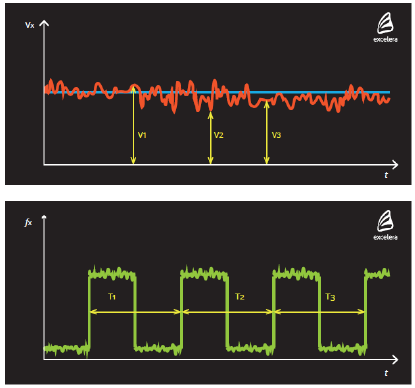 Vx
excelera
V1
V2
V3
t
fx
excelera
T1
T2
T3
t